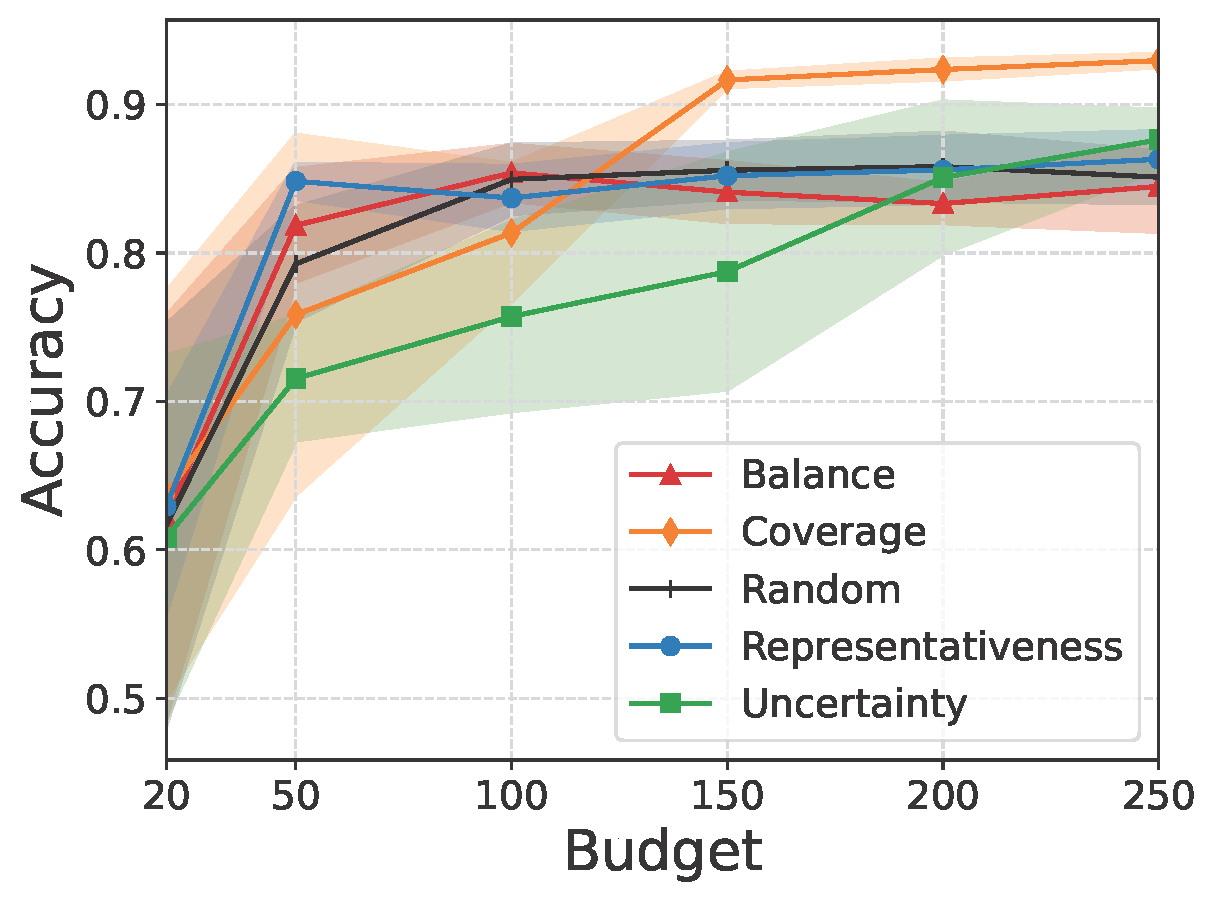 Accuracy
0.9
0.8
0.7
0.6
0.5
Balance
Coverage
Random
Representativeness
Uncertainty
20 50 100 150 200 250
Budget